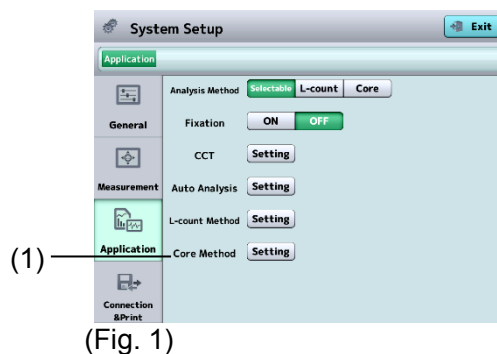 System Setup
Exit
Application
General
Measurement
Application
Connection
&Print
Analysis Method Selectable L-count Core
Fixation ON OFF
CCT Setting
Auto Analysis Setting
L-count Method Setting
Core Method Setting
(1)
(Fig. 1)